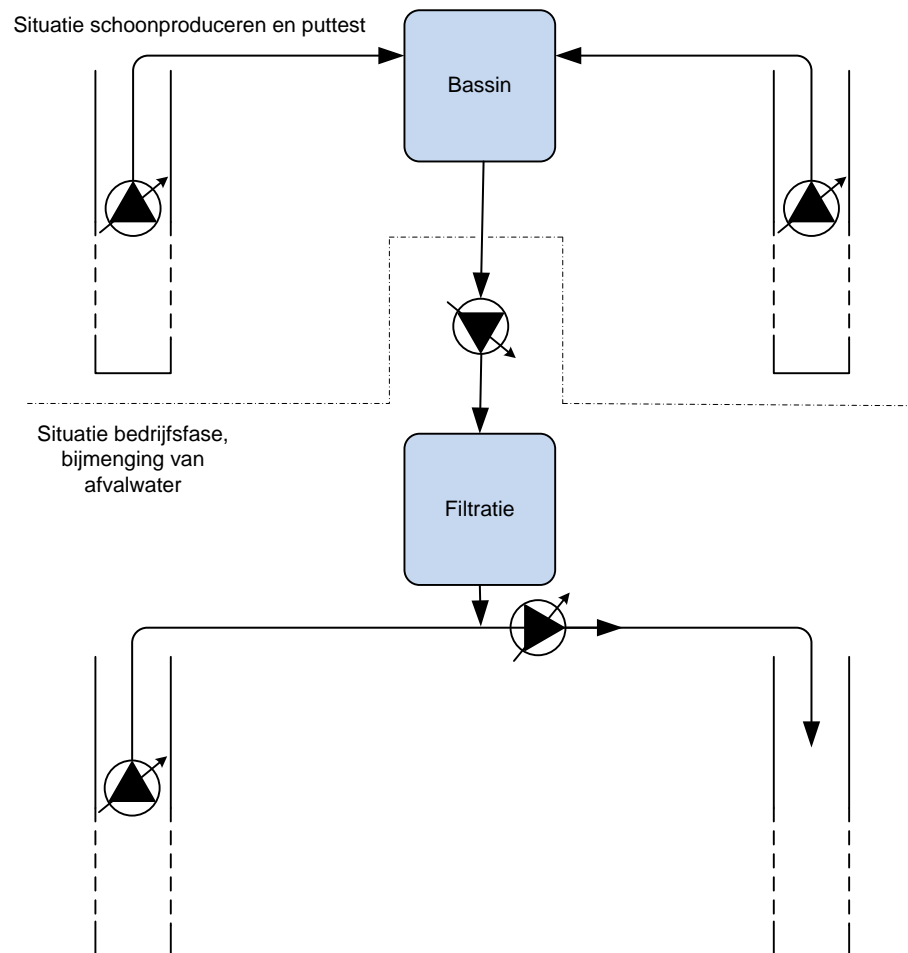 Situatie schoonproduceren en puttest
Bassin
Situatie bedrijfsfase,
bijmenging van
afvalwater
Filtratie